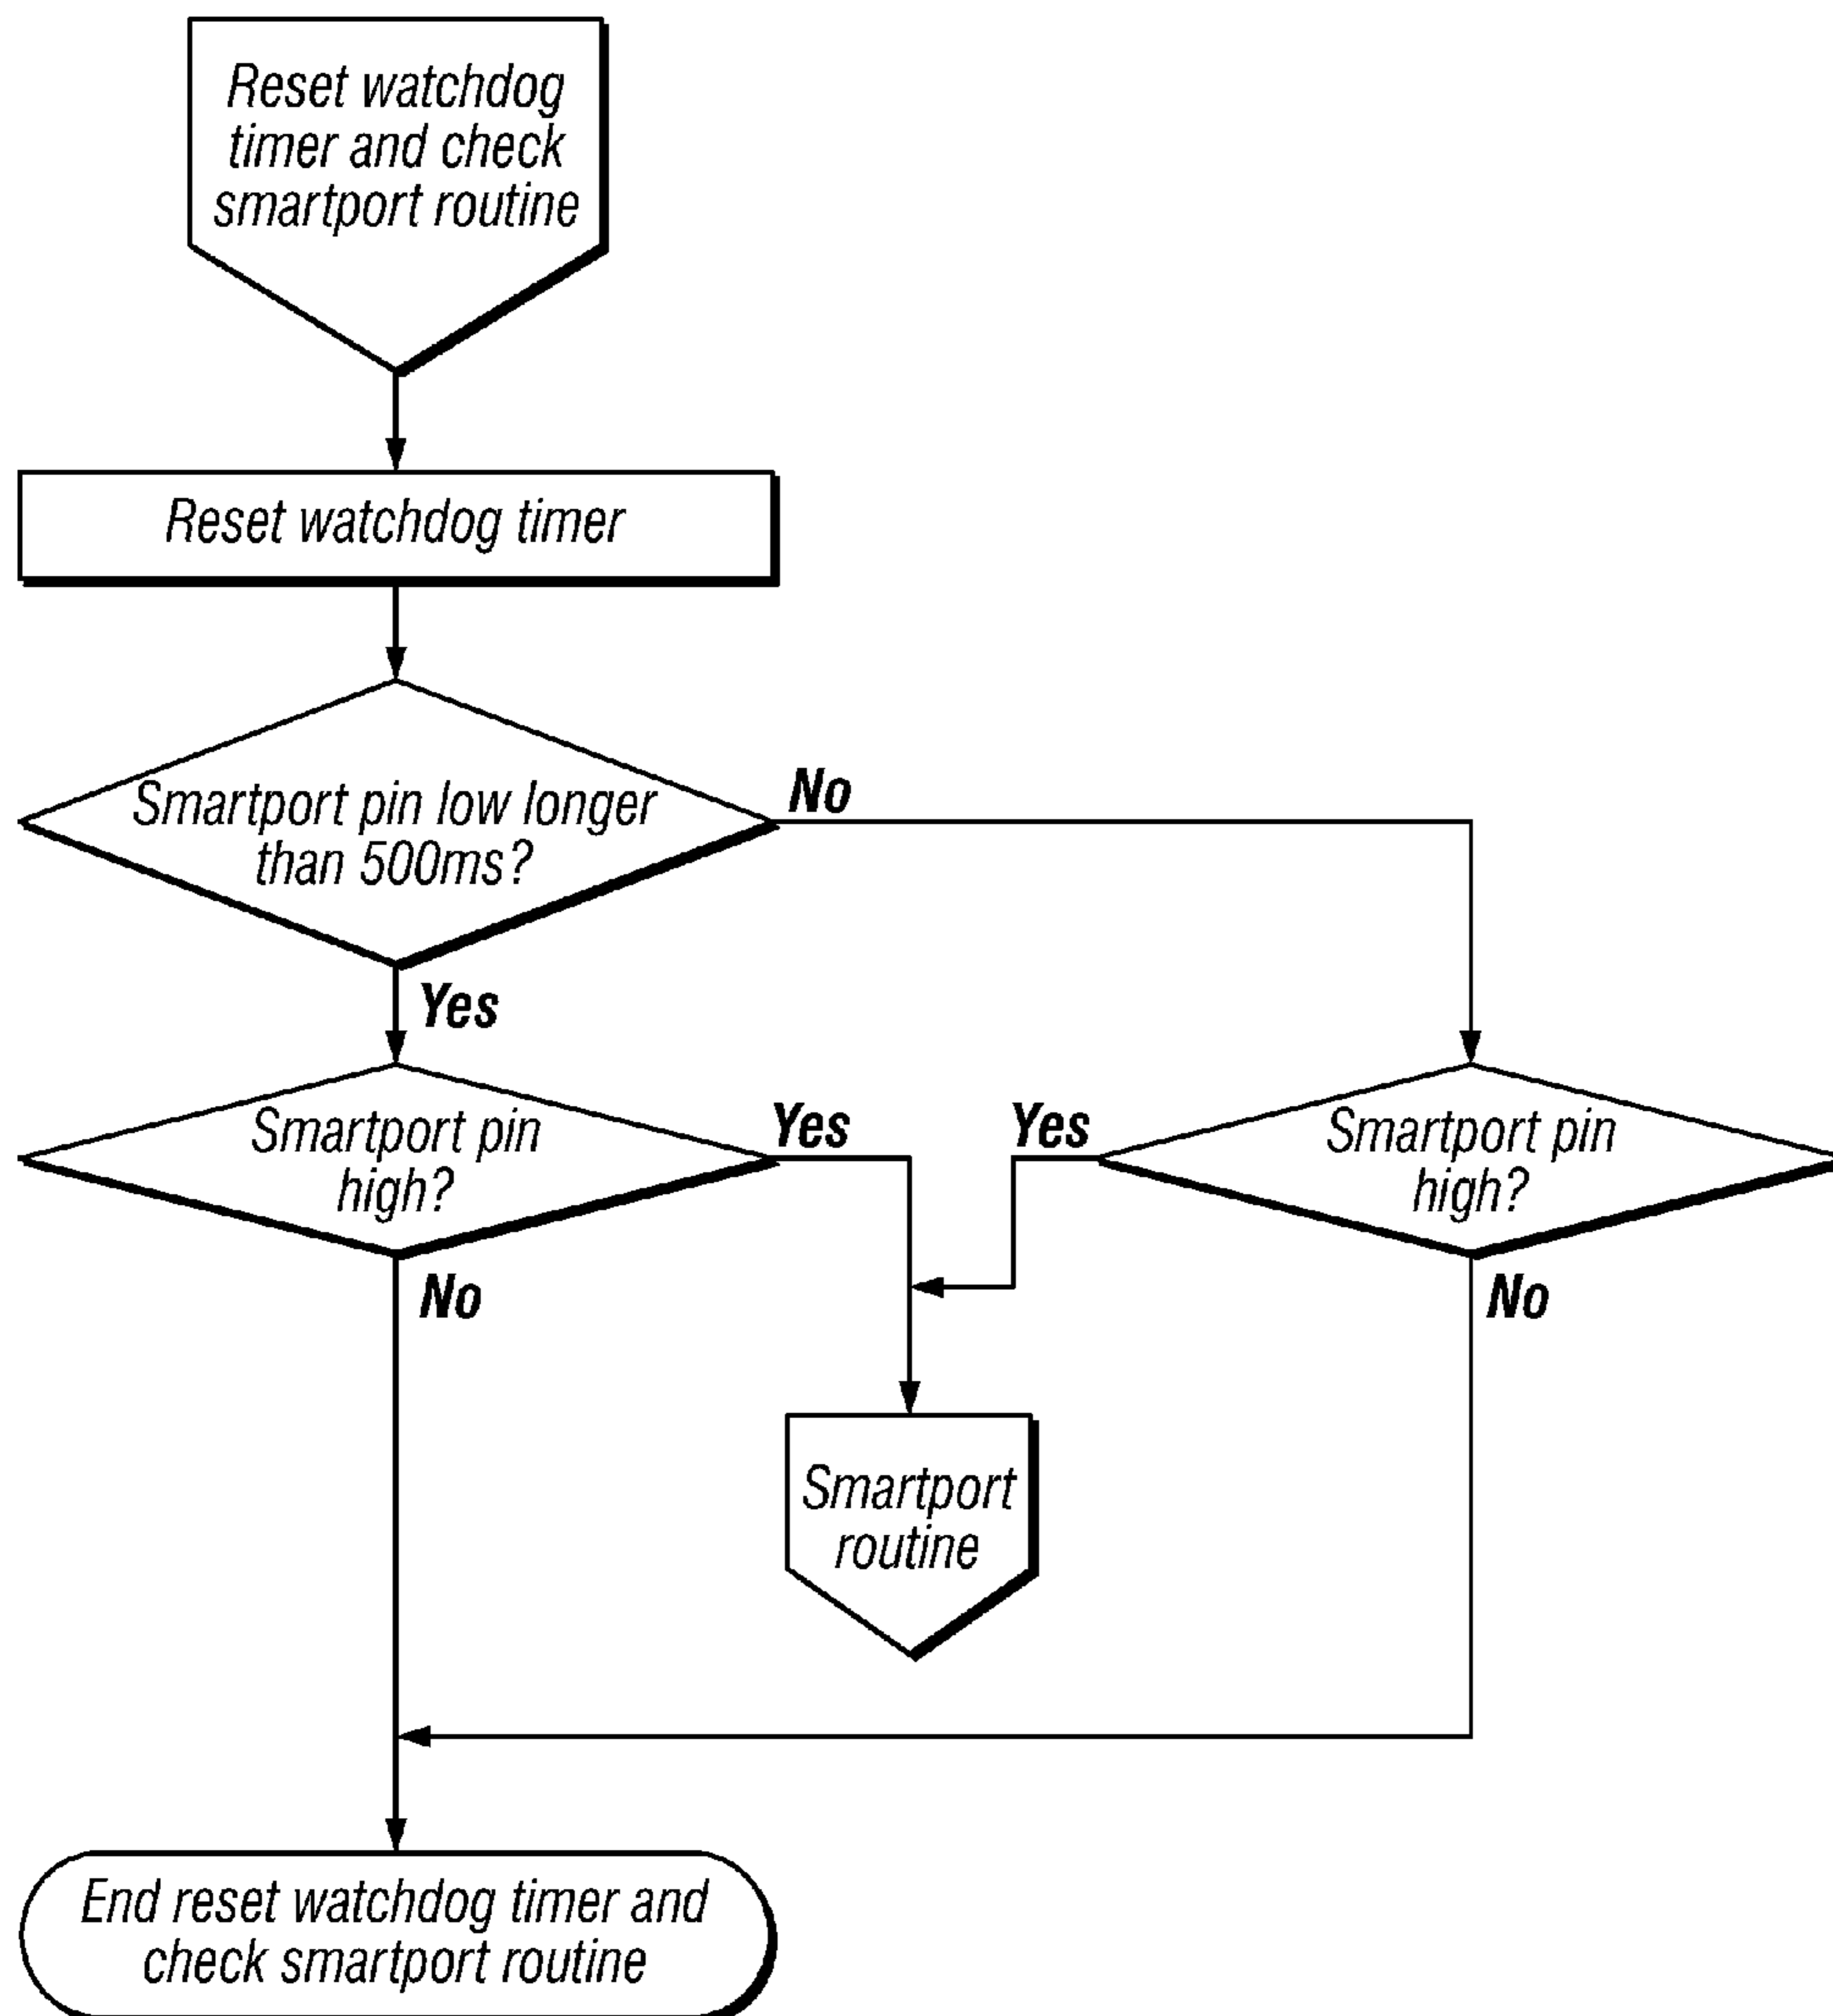 Reset watchdog
timer and check
smartport routine
Reset watchdog timer
Smartport pin low longer
than 500ms?
No
Yes
Smartport pin
high?
Yes
No
Yes
Smartport pin
high?
No
Smartport
routine
End reset watchdog timer and
check smartport routine